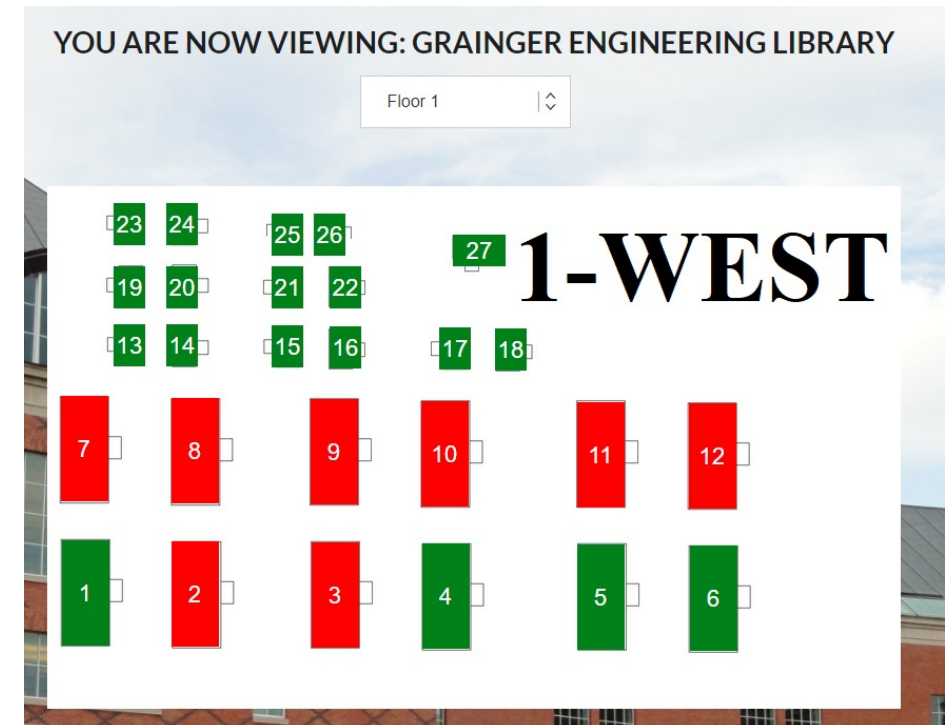 YOU ARE NOW VIEWING: GRAINGER ENGINEERING LIBRARY
Floor 1
23 24 25 26 27 1-WEST
19 20 21 22
13 14 15 16 17 18
7 8 9 10 11 12
1 2 3 4 5 6